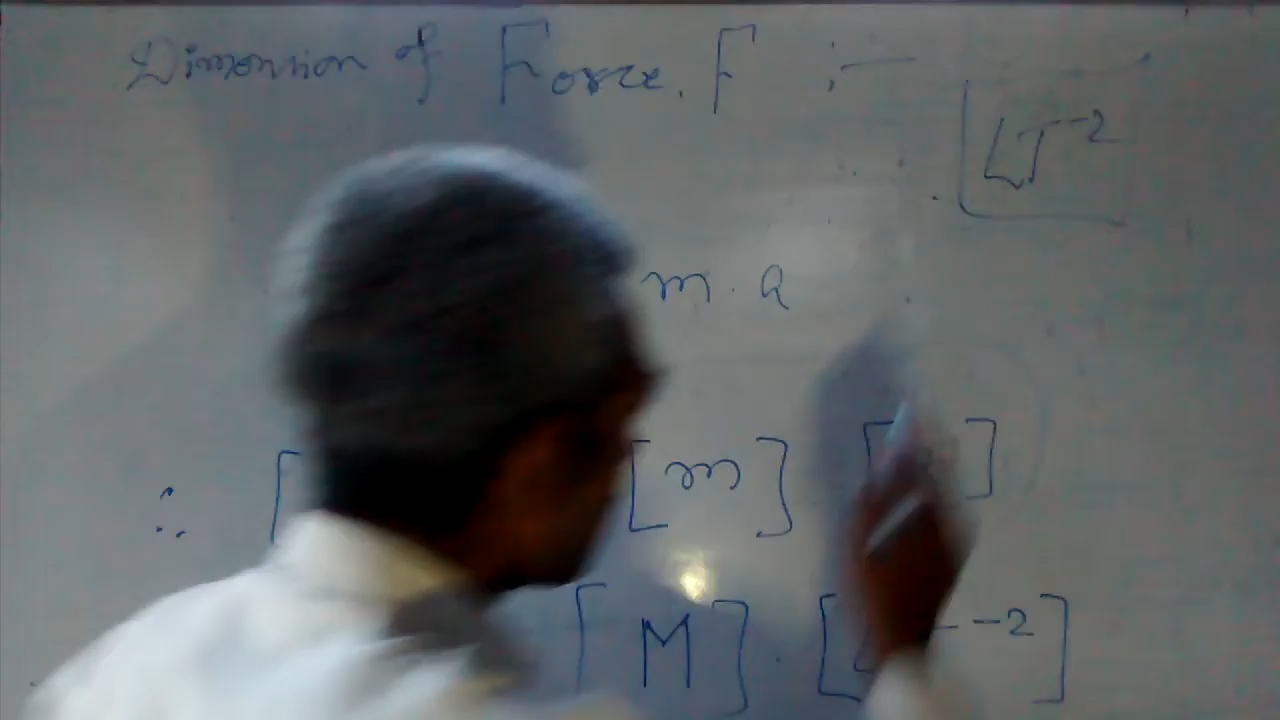 Dimension of Force, F :-
LT⁻²
m . a
∴ [ [m] [ ]
[M] . [ ⁻²]